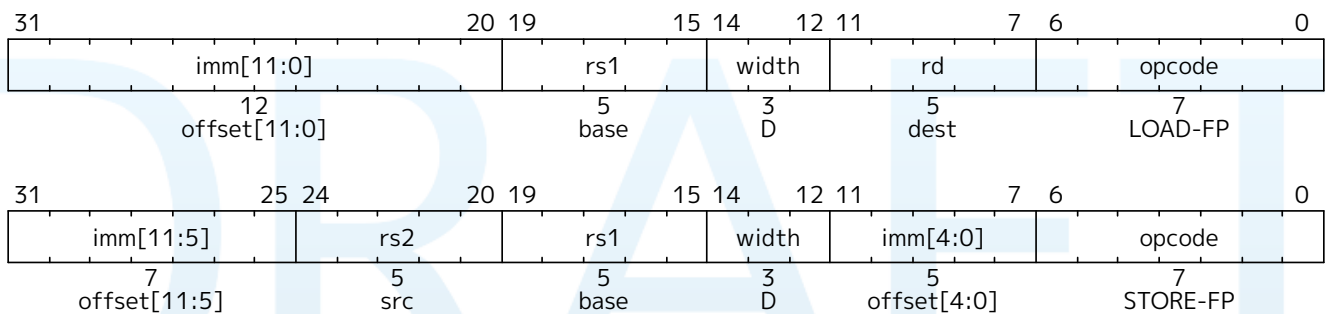 31 20 19 15 14 12 11 7 6 0
imm[11:0] rs1 width rd opcode
12 5 3 5 7
offset[11:0] base D dest LOAD-FP
31 25 24 20 19 15 14 12 11 7 6 0
imm[11:5] rs2 rs1 width imm[4:0] opcode
7 5 5 3 5 7
offset[11:5] src base D offset[4:0] STORE-FP
DRAFT